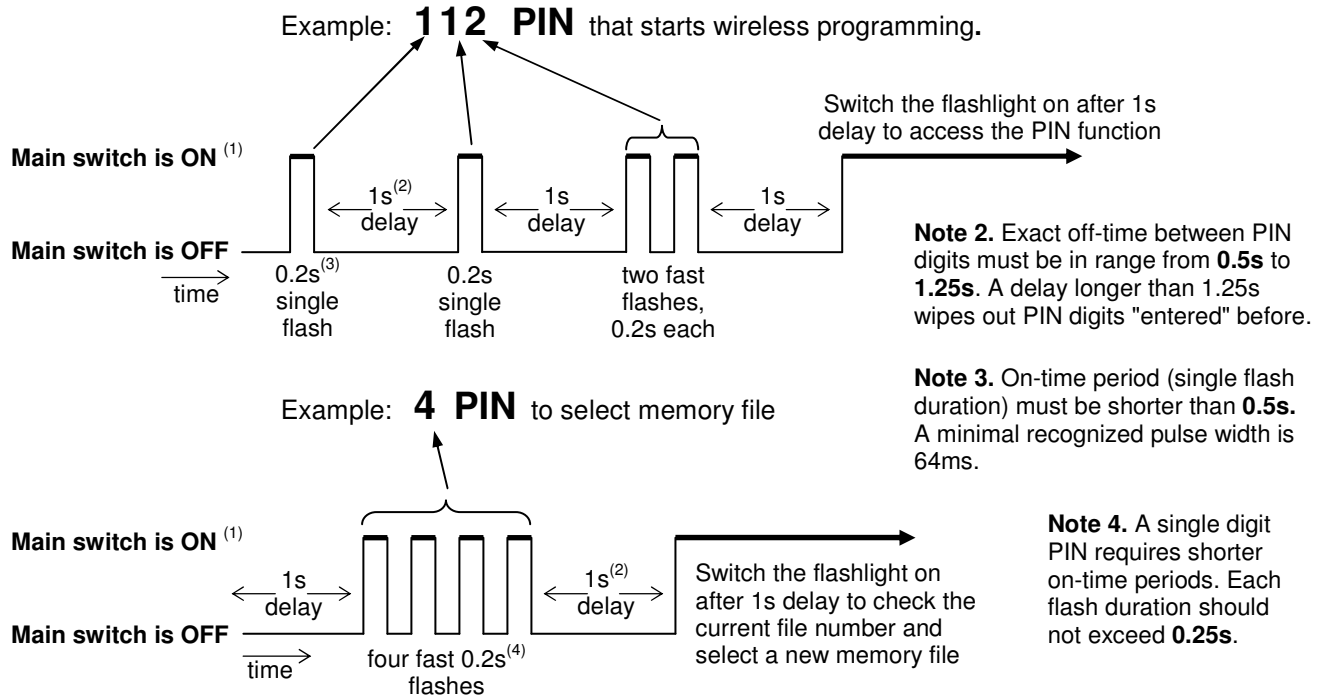 Example: 112 PIN that starts wireless programming.
Switch the flashlight on after 1s
delay to access the PIN function
Main switch is ON (1)
1s(2)
delay
1s
delay
1s
delay
Main switch is OFF
time
0.2s(3)
single
flash
0.2s
single
flash
two fast
flashes,
0.2s each
Note 2. Exact off-time between PIN
digits must be in range from 0.5s to
1.25s. A delay longer than 1.25s
wipes out PIN digits "entered" before.
Note 3. On-time period (single flash
duration) must be shorter than 0.5s.
A minimal recognized pulse width is
64ms.
Example: 4 PIN to select memory file
Main switch is ON (1)
1s
delay
1s(2)
delay
Main switch is OFF
time
four fast 0.2s(4)
flashes
Switch the flashlight on
after 1s delay to check the
current file number and
select a new memory file
Note 4. A single digit
PIN requires shorter
on-time periods. Each
flash duration should
not exceed 0.25s.